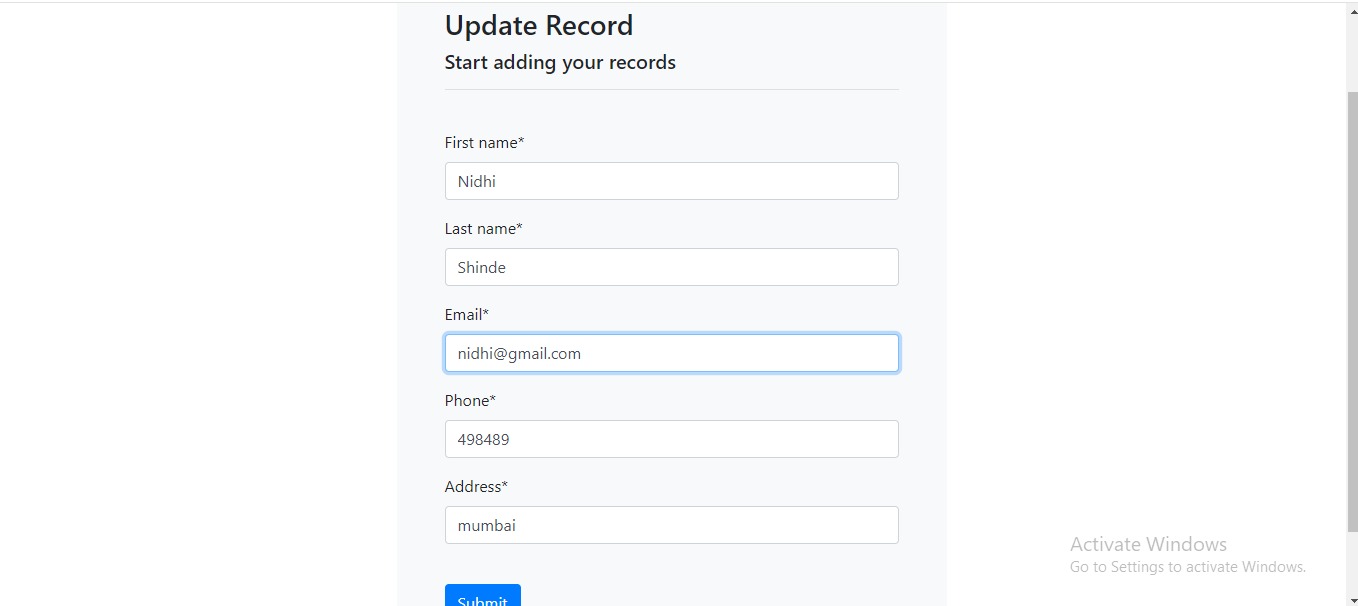 Update Record
Start adding your records
First name*
Nidhi
Last name*
Shinde
Email*
nidhi@gmail.com
Phone*
498489
Address*
mumbai
Submit
Activate Windows
Go to Settings to activate Windows.